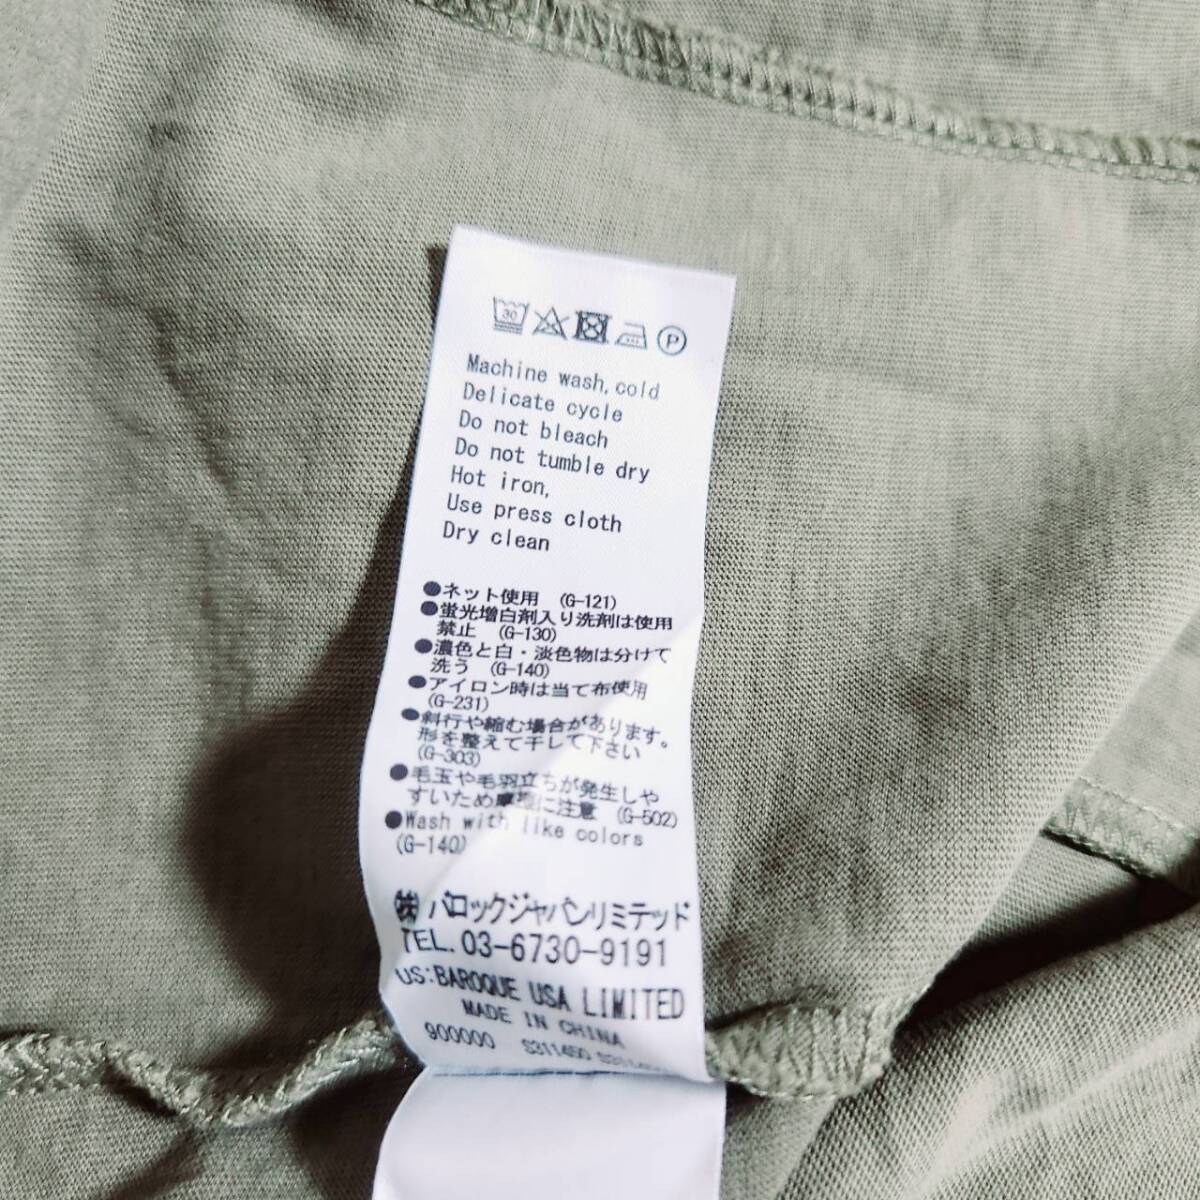 30
P
Machine wash, cold
Delicate cycle
Do not bleach
Do not tumble dry
Hot iron,
Use press cloth
Dry clean
●ネット使用 (G-121)
●蛍光増白剤入り洗剤は使用
禁止 (G-130)
●濃色と白・淡色物は分けて
洗う (G-140)
●アイロン時は当て布使用
(G-231)
●斜行や縮む場合があります。
形を整えて干して下さい
(G-303)
●毛玉や毛羽立ちが発生しや
すいため摩擦に注意 (G-502)
●Wash with like colors
(G-140)
㈱バロックジャパンリミテッド
TEL. 03-6730-9191
US:BAROQUE USA LIMITED
MADE IN CHINA
900000 S311450